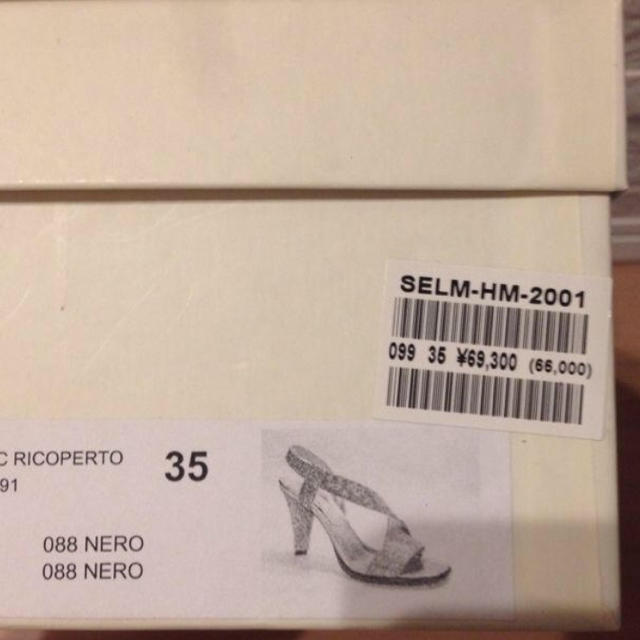 SELM-HM-2001
099 35 ¥69,300 (66,000)
C RICOPERTO 35
91
088 NERO
088 NERO